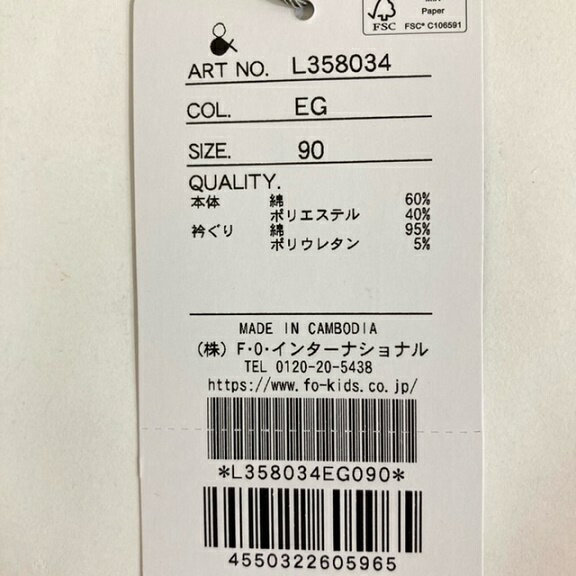 Paper
FSC
FSC® C106591
&
ART NO. L358034
COL. EG
SIZE. 90
QUALITY.
本体 綿 60%
ポリエステル 40%
衿ぐり 綿 95%
ポリウレタン 5%
MADE IN CAMBODIA
(株) F・O・インターナショナル
TEL 0120-20-5438
https://www.fo-kids.co.jp/
*L358034EG090*
4550322605965